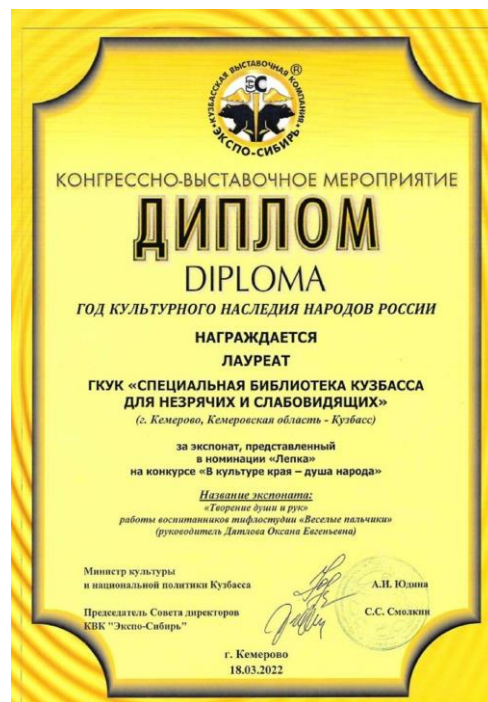 КУЗБАССКАЯ ВЫСТАВОЧНАЯ КОМПАНИЯ
ЭКСПО-СИБИРЬ
®
ЭС
КОНГРЕССНО-ВЫСТАВОЧНОЕ МЕРОПРИЯТИЕ
ДИПЛОМ
DIPLOMA
ГОД КУЛЬТУРНОГО НАСЛЕДИЯ НАРОДОВ РОССИИ
НАГРАЖДАЕТСЯ
ЛАУРЕАТ
ГКУК «СПЕЦИАЛЬНАЯ БИБЛИОТЕКА КУЗБАССА
ДЛЯ НЕЗРЯЧИХ И СЛАБОВИДЯЩИХ»
(г. Кемерово, Кемеровская область - Кузбасс)
за экспонат, представленный
в номинации «Лепка»
на конкурсе «В культуре края – душа народа»
Название экспоната:
«Творение души и рук»
работы воспитанников тифлостудии «Веселые пальчики»
(руководитель Дятлова Оксана Евгеньевна)
Министр культуры
и национальной политики Кузбасса А.И. Юдина
Председатель Совета директоров С.С. Смолкин
КВК "Экспо-Сибирь"
г. Кемерово
18.03.2022